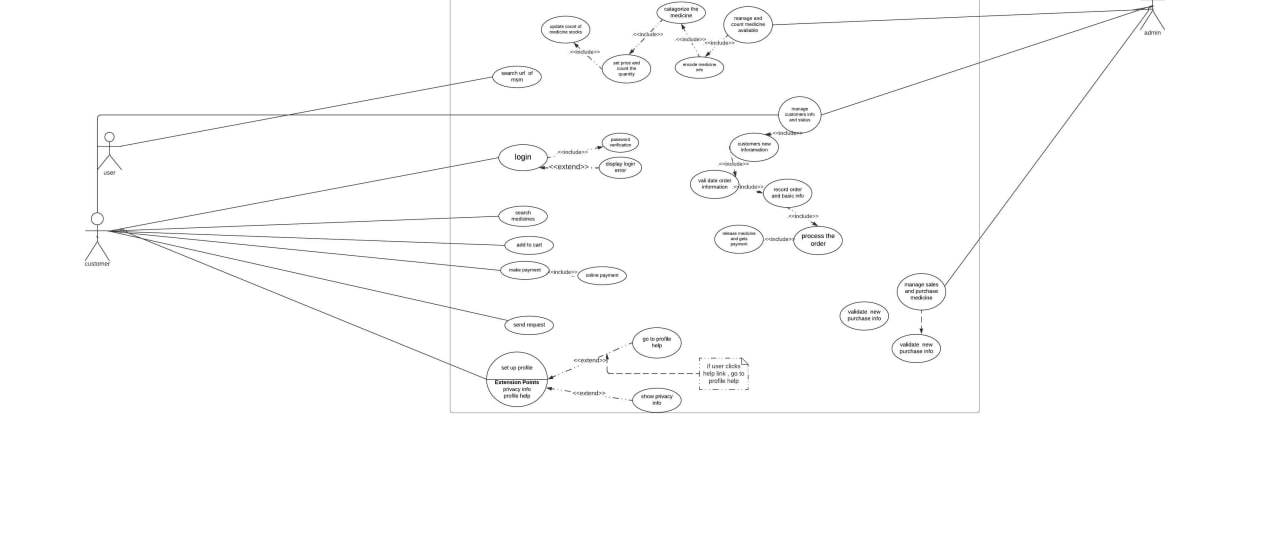 catagorize the
medicine
manage and
count medicine
available
update count of
medicine stocks
<<include>>
<<include>>
<<include>>
<<include>>
set price and
count the
quantity
encode medicine
info
admin
search url of
msm
manage
customers info
and status
<<include>>
customers new
inforamation
<<include>>
vali date order
information
<<include>>
record order
and basic info
<<include>>
release medicine
and gets
payment
<<include>>
process the
order
user
login
<<include>>
password
verification
<<extend>>
display login
error
customer
search
medicines
add to cart
make payment
<<include>>
online payment
send request
manage sales
and purchase
medicine
validate new
purchase info
validate new
purchase info
set up profile
Extension Points
privacy info
profile help
<<extend>>
go to profile
help
if user clicks
help link , go to
profile help
<<extend>>
show privacy
info